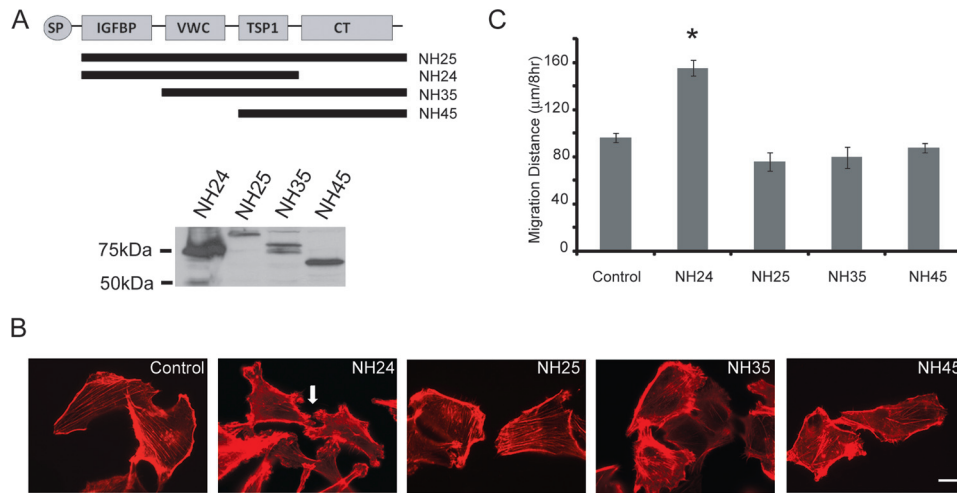 A
SP IGFBP VWC TSP1 CT
NH25
NH24
NH35
NH45
NH24 NH25 NH35 NH45
75kDa
50kDa
C
*
Migration Distance (μm/8hr)
160
120
80
40
0
Control NH24 NH25 NH35 NH45
B
Control NH24 NH25 NH35 NH45